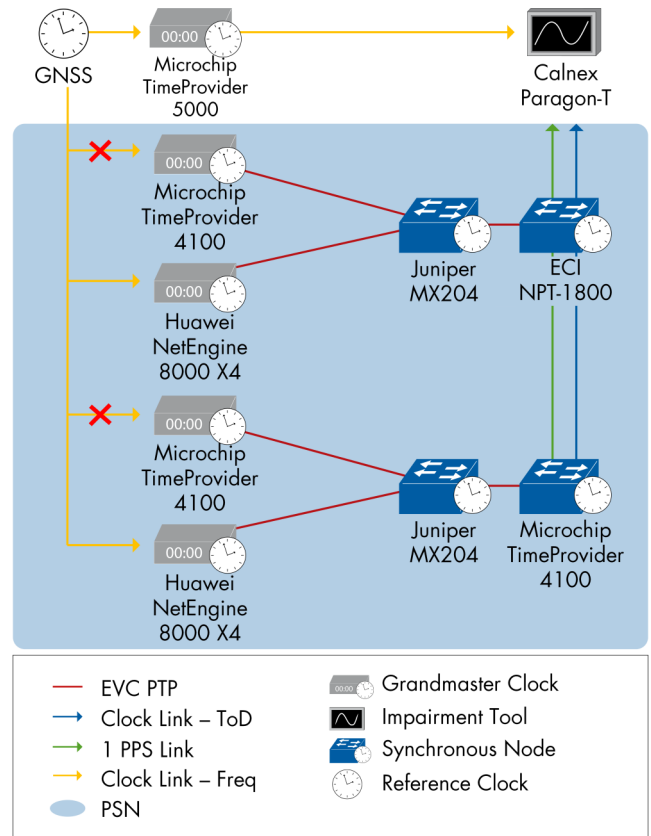 GNSS
00:00
Microchip
TimeProvider
5000
Calnex
Paragon-T
00:00
Microchip
TimeProvider
4100
Juniper
MX204
ECI
NPT-1800
00:00
Huawei
NetEngine
8000 X4
00:00
Microchip
TimeProvider
4100
Juniper
MX204
Microchip
TimeProvider
4100
00:00
Huawei
NetEngine
8000 X4
EVC PTP
Clock Link – ToD
1 PPS Link
Clock Link – Freq
PSN
00:00
Grandmaster Clock
Impairment Tool
Synchronous Node
Reference Clock